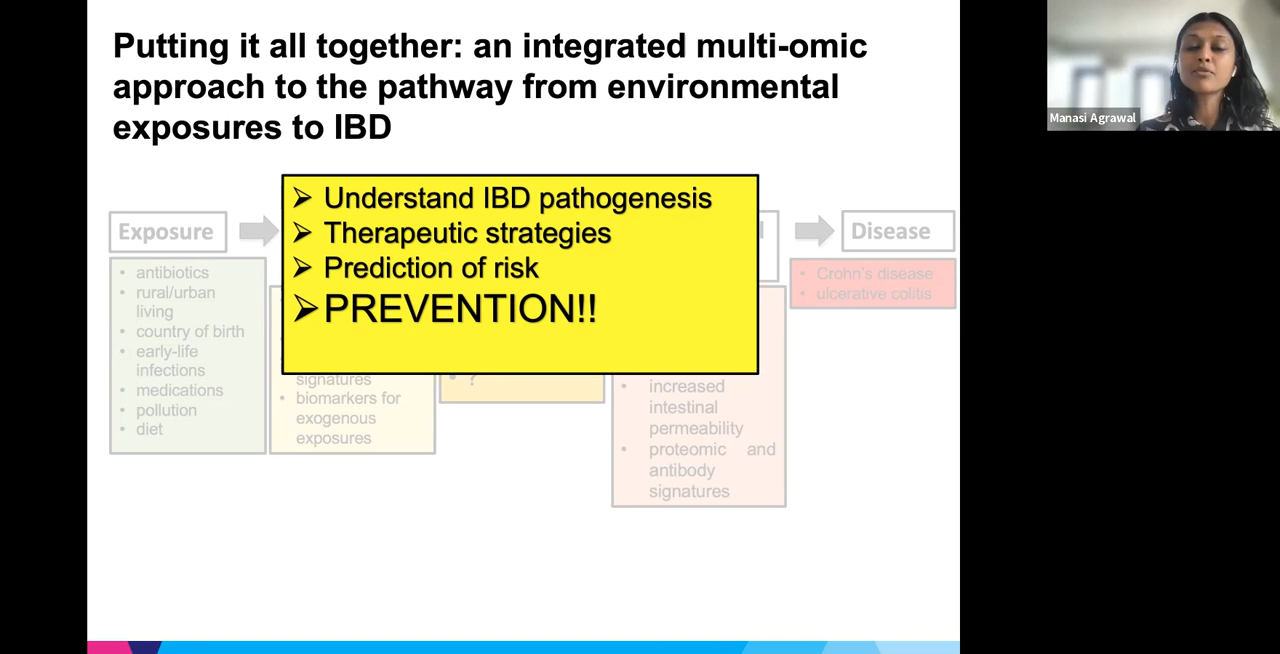 Putting it all together: an integrated multi-omic
approach to the pathway from environmental
exposures to IBD
Manasi Agrawal
➢ Understand IBD pathogenesis
➢ Therapeutic strategies
➢ Prediction of risk
➢PREVENTION!!
Exposure
• antibiotics
• rural/urban
living
• country of birth
• early-life
infections
• medications
• pollution
• diet
signatures
• biomarkers for
exogenous
exposures
• ?
• increased
intestinal
permeability
• proteomic and
antibody
signatures
Disease
• Crohn's disease
• ulcerative colitis